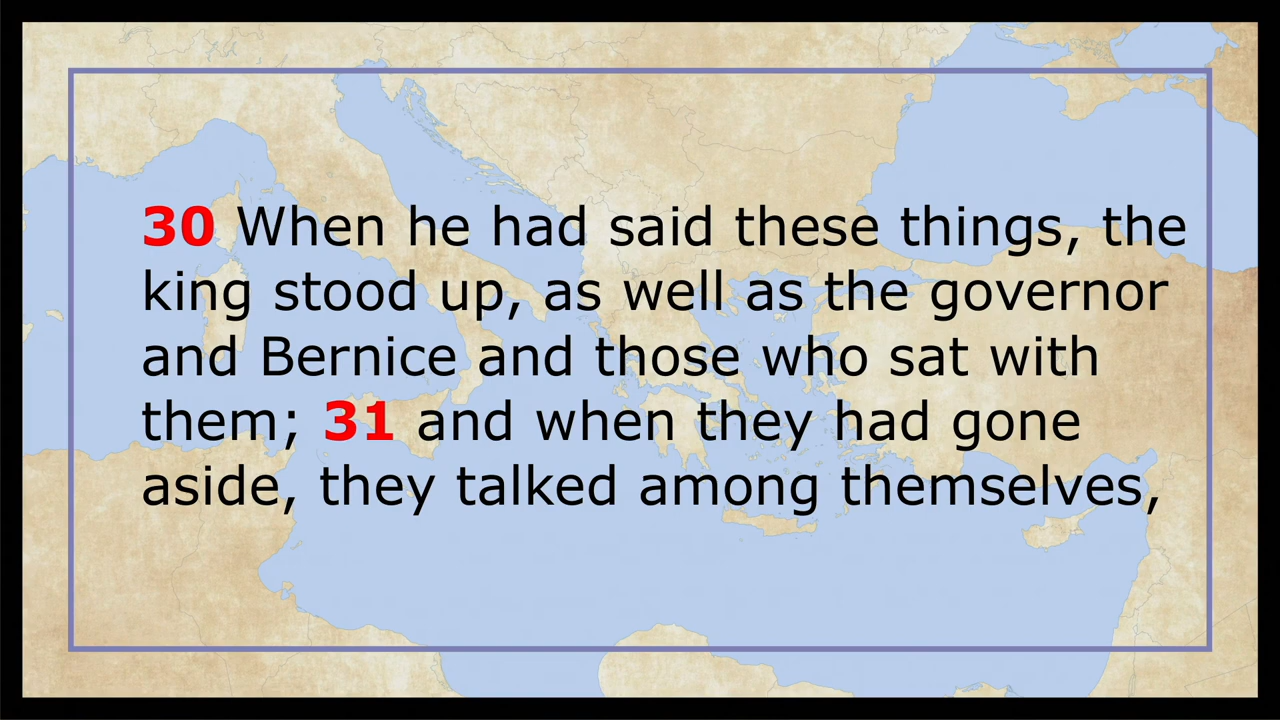 30 When he had said these things, the
king stood up, as well as the governor
and Bernice and those who sat with
them; 31 and when they had gone
aside, they talked among themselves,